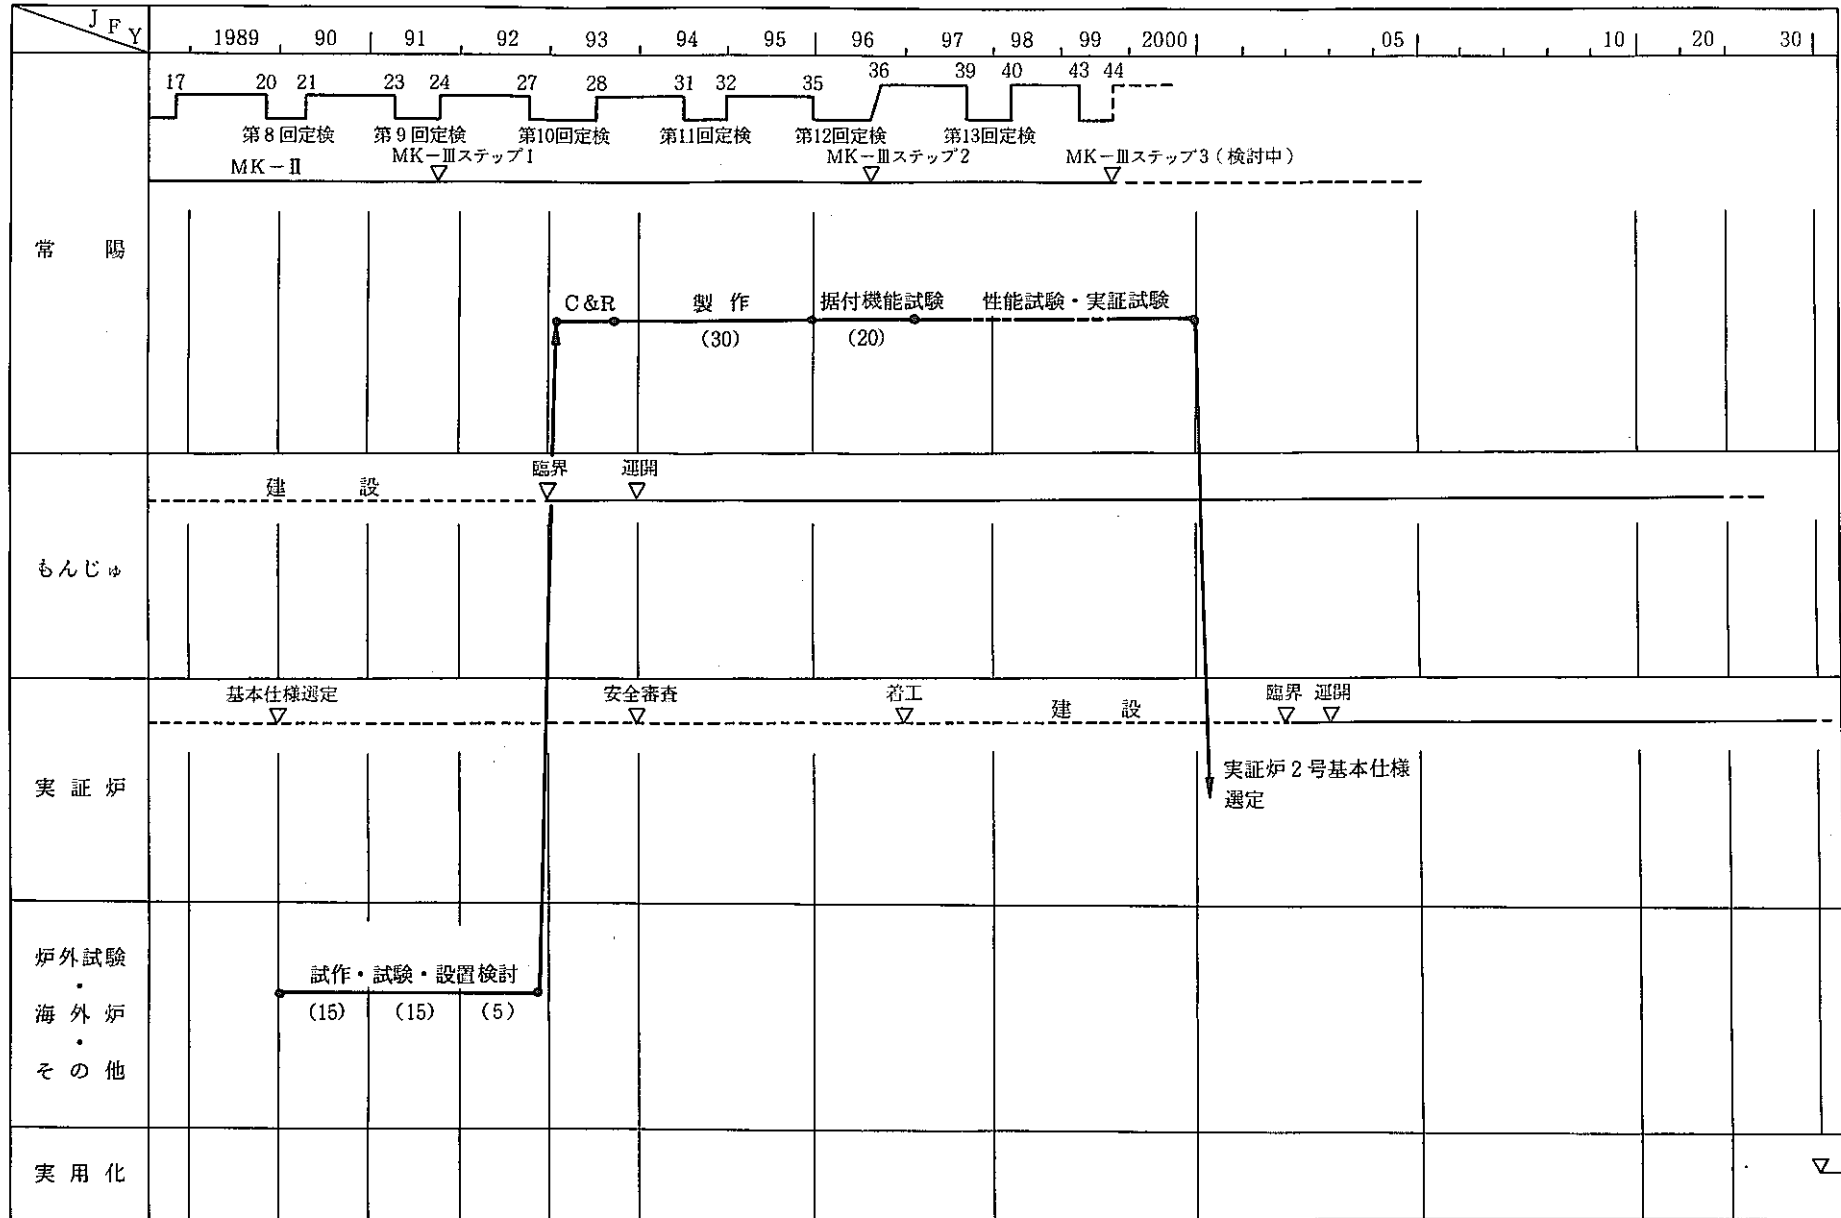 JFY 1989 90 91 92 93 94 95 96 97 98 99 2000 05 10 20 30
17 20 21 23 24 27 28 31 32 35 36 39 40 43 44
第8回定検 第9回定検 第10回定検 第11回定検 第12回定検 第13回定検
MK-Ⅱ MK-Ⅲステップ1 MK-Ⅲステップ2 MK-Ⅲステップ3(検討中)
常陽
C&R 製作 据付機能試験 性能試験・実証試験
(30) (20)
臨界 運開
建設
もんじゅ
基本仕様選定 安全審査 着工 建設 臨界 運開
実証炉
実証炉2号基本仕様
選定
炉外試験
・
海外炉
・
その他
試作・試験・設置検討
(15) (15) (5)
実用化